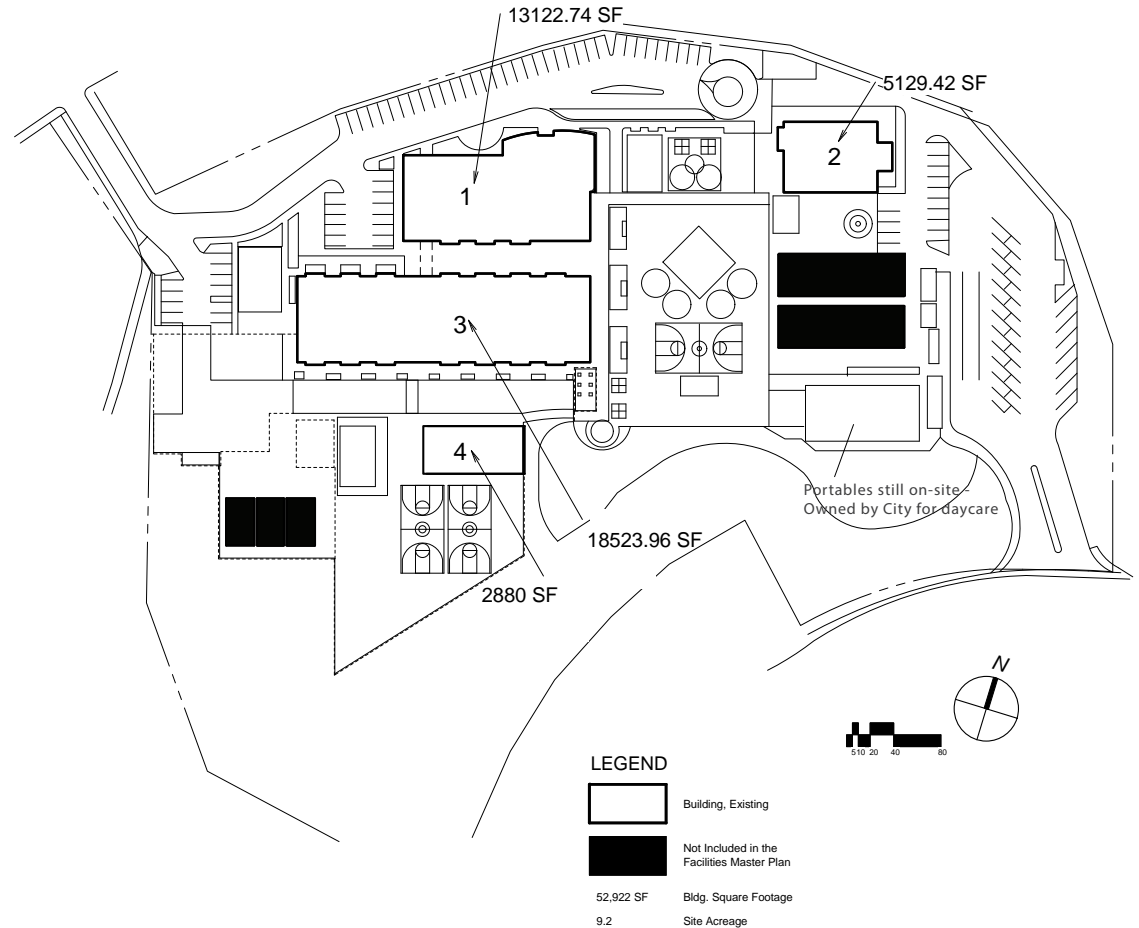 13122.74 SF
5129.42 SF
1
2
3
4
Portables still on-site -
Owned by City for daycare
18523.96 SF
2880 SF
N
5 10 20 40 80
LEGEND
Building, Existing
Not Included in the
Facilities Master Plan
52,922 SF Bldg. Square Footage
9.2 Site Acreage